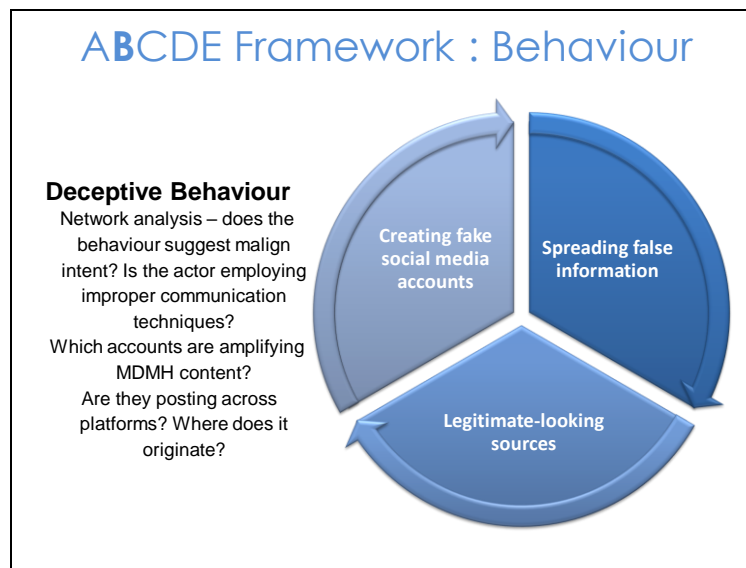 ABCDE Framework : Behaviour
Deceptive Behaviour
Network analysis – does the
behaviour suggest malign
intent? Is the actor employing
improper communication
techniques?
Which accounts are amplifying
MDMH content?
Are they posting across
platforms? Where does it
originate?
Creating fake
social media
accounts
Spreading false
information
Legitimate-looking
sources